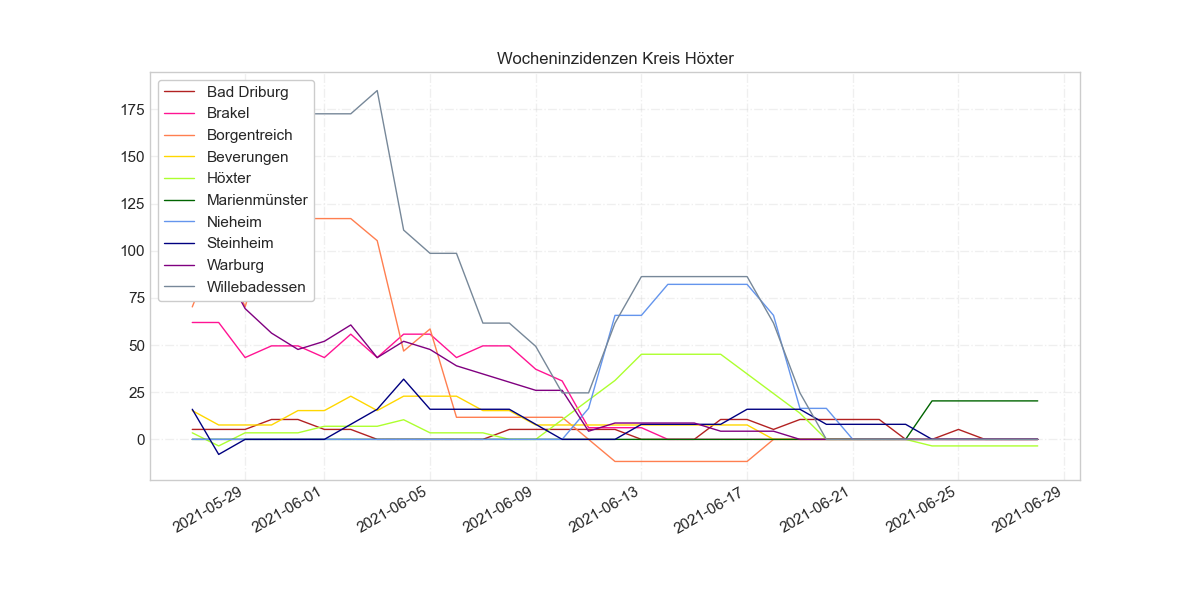 Wocheninzidenzen Kreis Höxter
175
150
125
100
75
50
25
0
Bad Driburg
Brakel
Borgentreich
Beverungen
Höxter
Marienmünster
Nieheim
Steinheim
Warburg
Willebadessen
2021-05-29
2021-06-01
2021-06-05
2021-06-09
2021-06-13
2021-06-17
2021-06-21
2021-06-25
2021-06-29